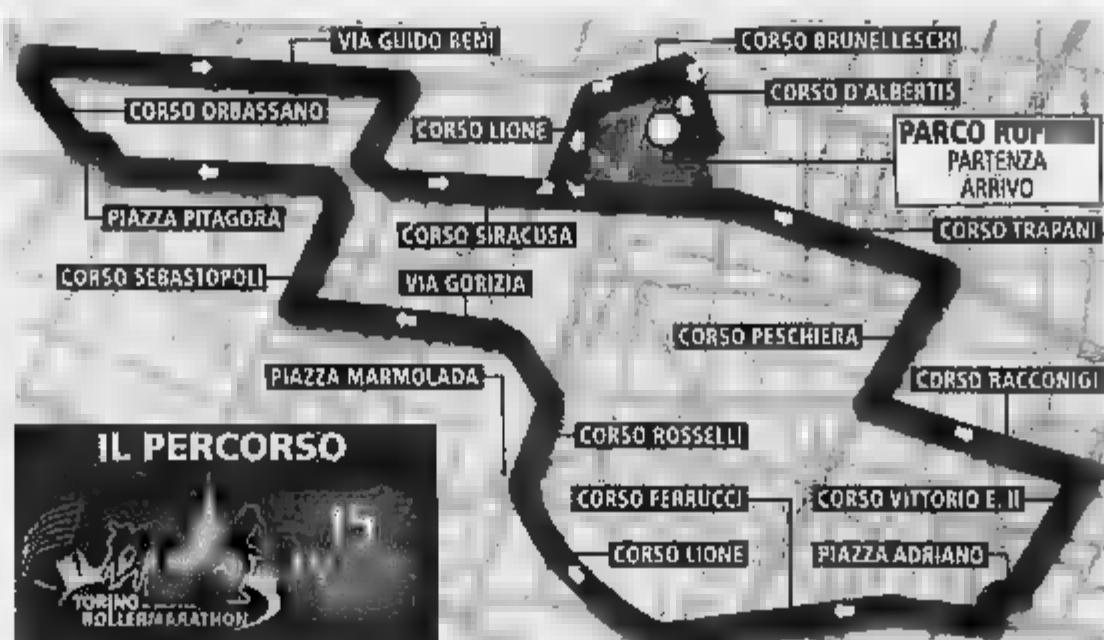 VIA GUIDO RENI
CORSO BRUNELLESCHI
CORSO ORBASSANO
CORSO D'ALBERTIS
CORSO LIONE
PARCO
PARTENZA
ARRIVO
PIAZZA PITAGORA
CORSO SIRACUSA
CORSO TRAPANI
CORSO SEBASTOPOLI
VIA GORIZIA
CORSO PESCHIERA
PIAZZA MARMOLADA
CORSO RACCONIGI
CORSO ROSSELLI
IL PERCORSO
CORSO FERRUCCI
CORSO VITTORIO E. II
15
CORSO LIONE
PIAZZA ADRIANO
TORINO
ROLLERMARATHON